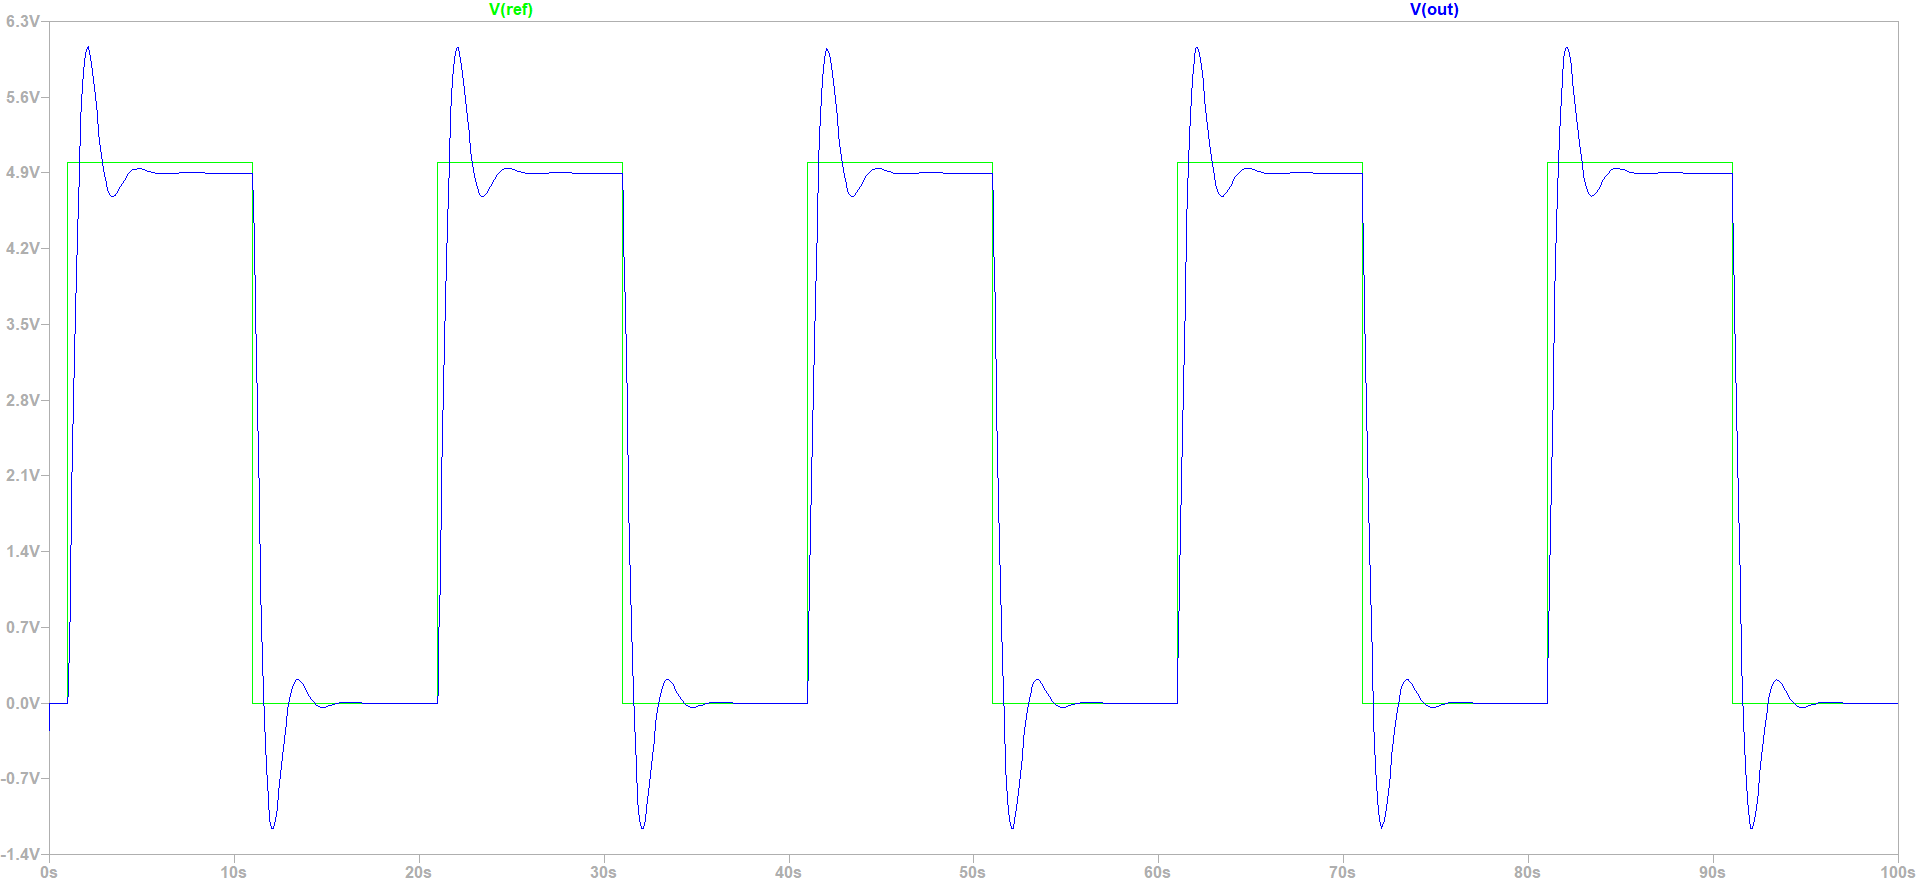 V(ref) V(out)
6.3V
5.6V
4.9V
4.2V
3.5V
2.8V
2.1V
1.4V
0.7V
0.0V
-0.7V
-1.4V
0s 10s 20s 30s 40s 50s 60s 70s 80s 90s 100s